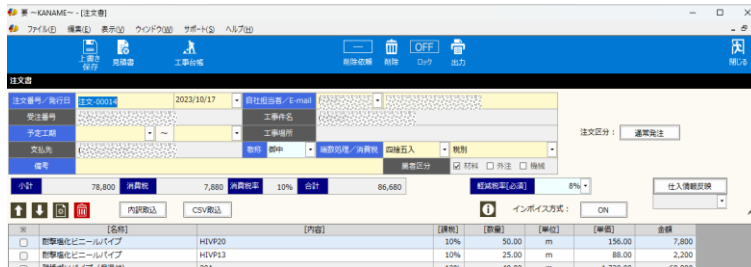 要 ～KANAME～ - [注文書]
ファイル(F) 編集(E) 表示(V) ウィンドウ(W) サポート(S) ヘルプ(H)
上書き保存 見積書 工事台帳 削除依頼 削除 OFF ロック 出力 閉じる
注文書
注文番号／発行日 注文-00014 2023/10/17 自社担当者／E-mail
受注番号 工事件名
予定工期 ～ 工事場所 注文区分： 通常発注
支払先 敬称 御中 端数処理／消費税 四捨五入 税別
備考 業者区分 材料 外注 機械
小計 78,800 消費税 7,880 消費税率 10% 合計 86,680 軽減税率[必須] 8% 仕入情報反映
内訳取込 CSV取込 インボイス方式： ON
※ [名称] [内容] [課税] [数量] [単位] [単価] 金額
耐撃塩化ビニールパイプ HIVP20 10% 50.00 m 156.00 7,800
耐撃塩化ビニールパイプ HIVP13 10% 25.00 m 88.00 2,200